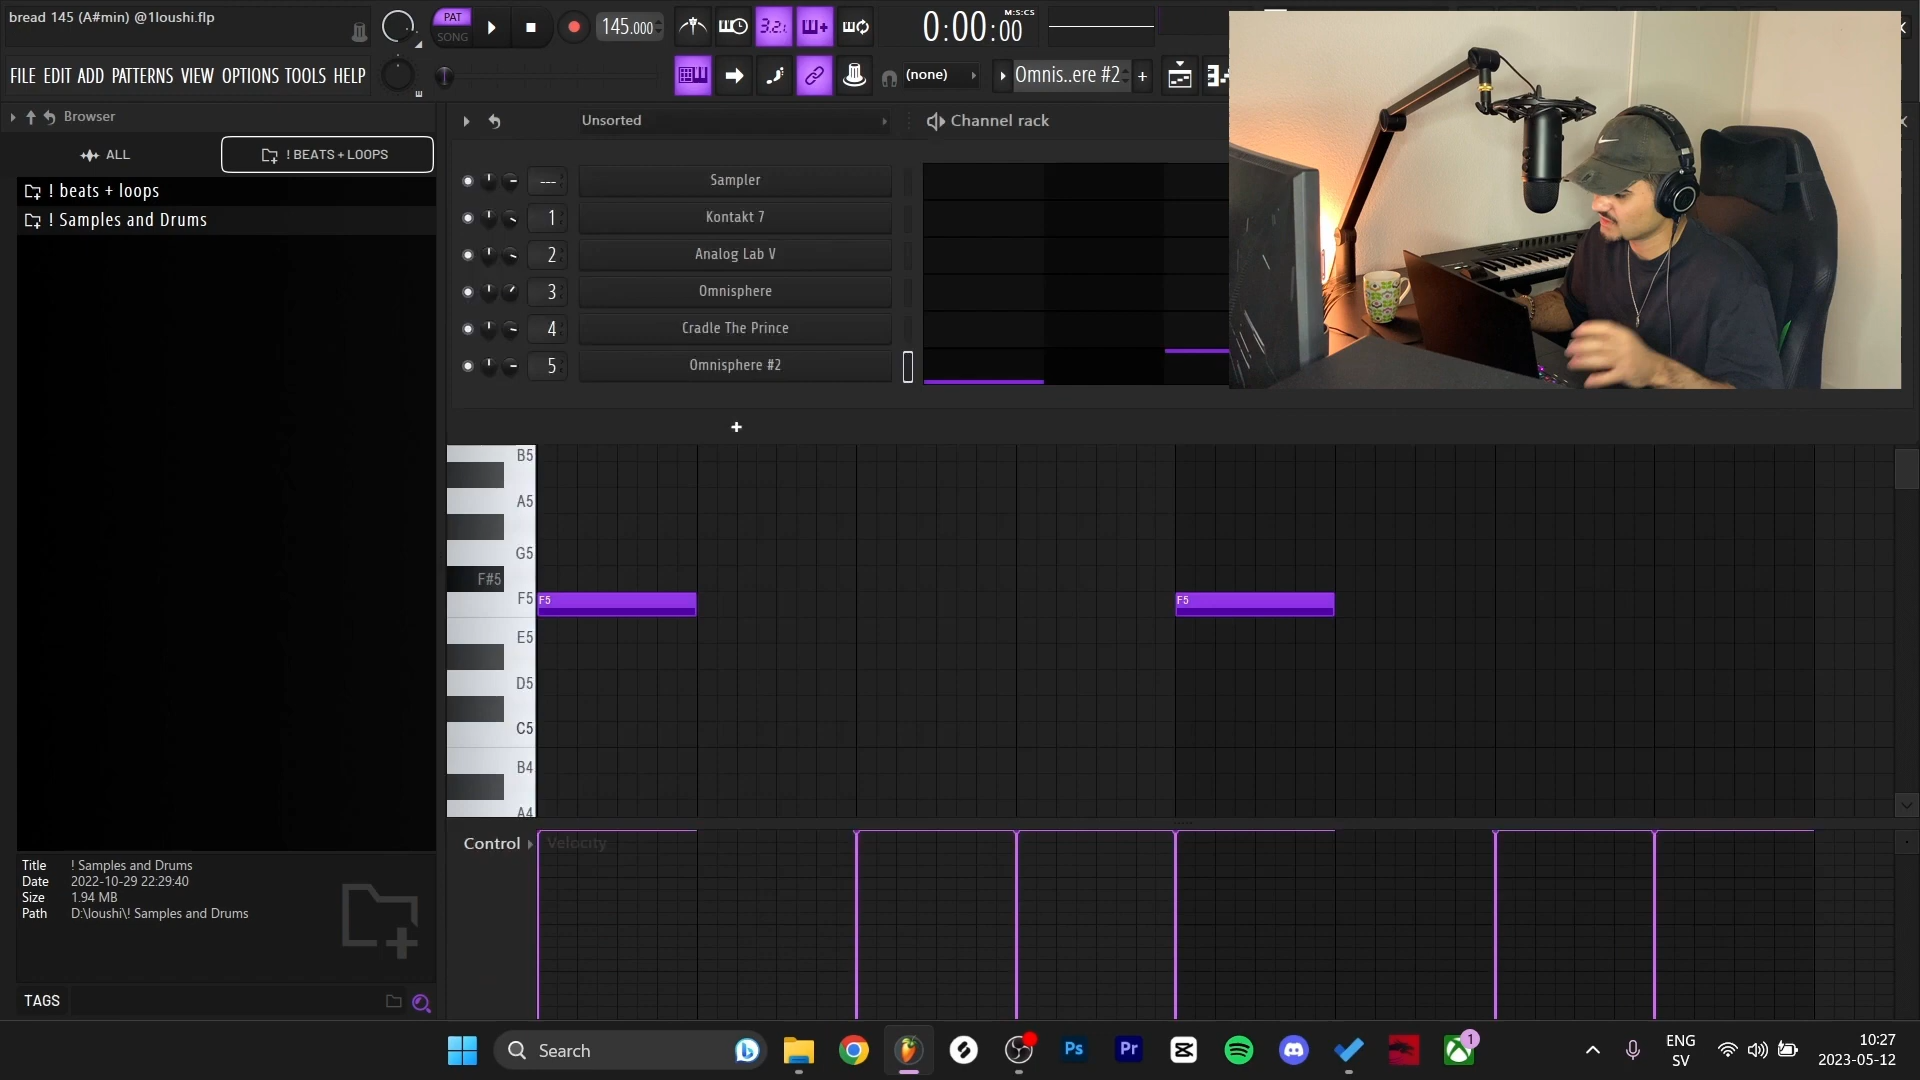 bread 145 (A#min) @1loushi.flp
PAT
SONG
145.000
3.2.
0:00:00
M:S:CS
FILE EDIT ADD PATTERNS VIEW OPTIONS TOOLS HELP
(none)
Omnis..ere #2
Browser
Unsorted
Channel rack
ALL
! BEATS + LOOPS
! beats + loops
! Samples and Drums
--- Sampler
1 Kontakt 7
2 Analog Lab V
3 Omnisphere
4 Cradle The Prince
5 Omnisphere #2
B5
A5
G5
F#5
F5
F5
F5
E5
D5
C5
B4
A4
Control
Velocity
Title ! Samples and Drums
Date 2022-10-29 22:29:40
Size 1.94 MB
Path D:\loushi\! Samples and Drums
TAGS
Search
Ps
Pr
1
ENG
SV
10:27
2023-05-12